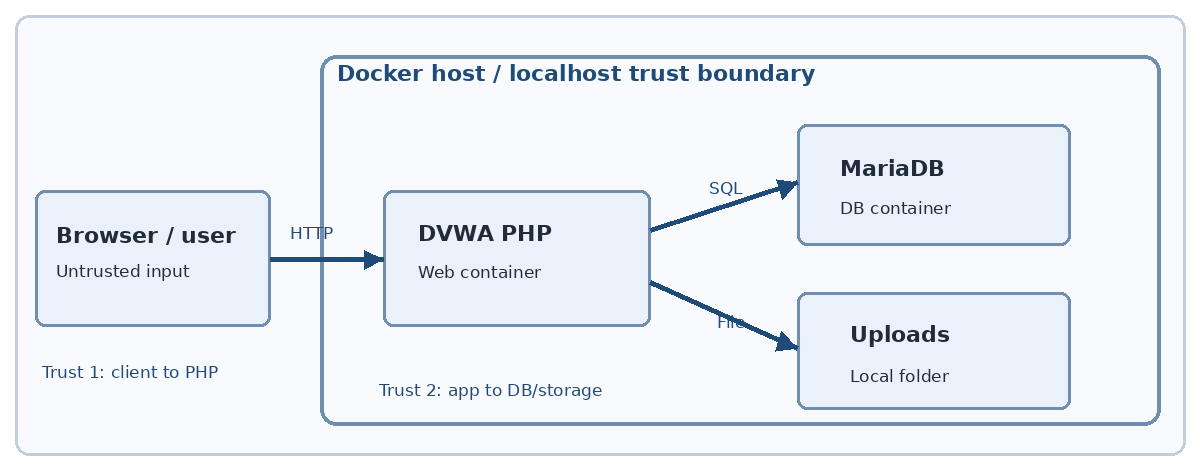 Docker host / localhost trust boundary
Browser / user
Untrusted input
HTTP
DVWA PHP
Web container
SQL
MariaDB
DB container
File
Uploads
Local folder
Trust 1: client to PHP
Trust 2: app to DB/storage